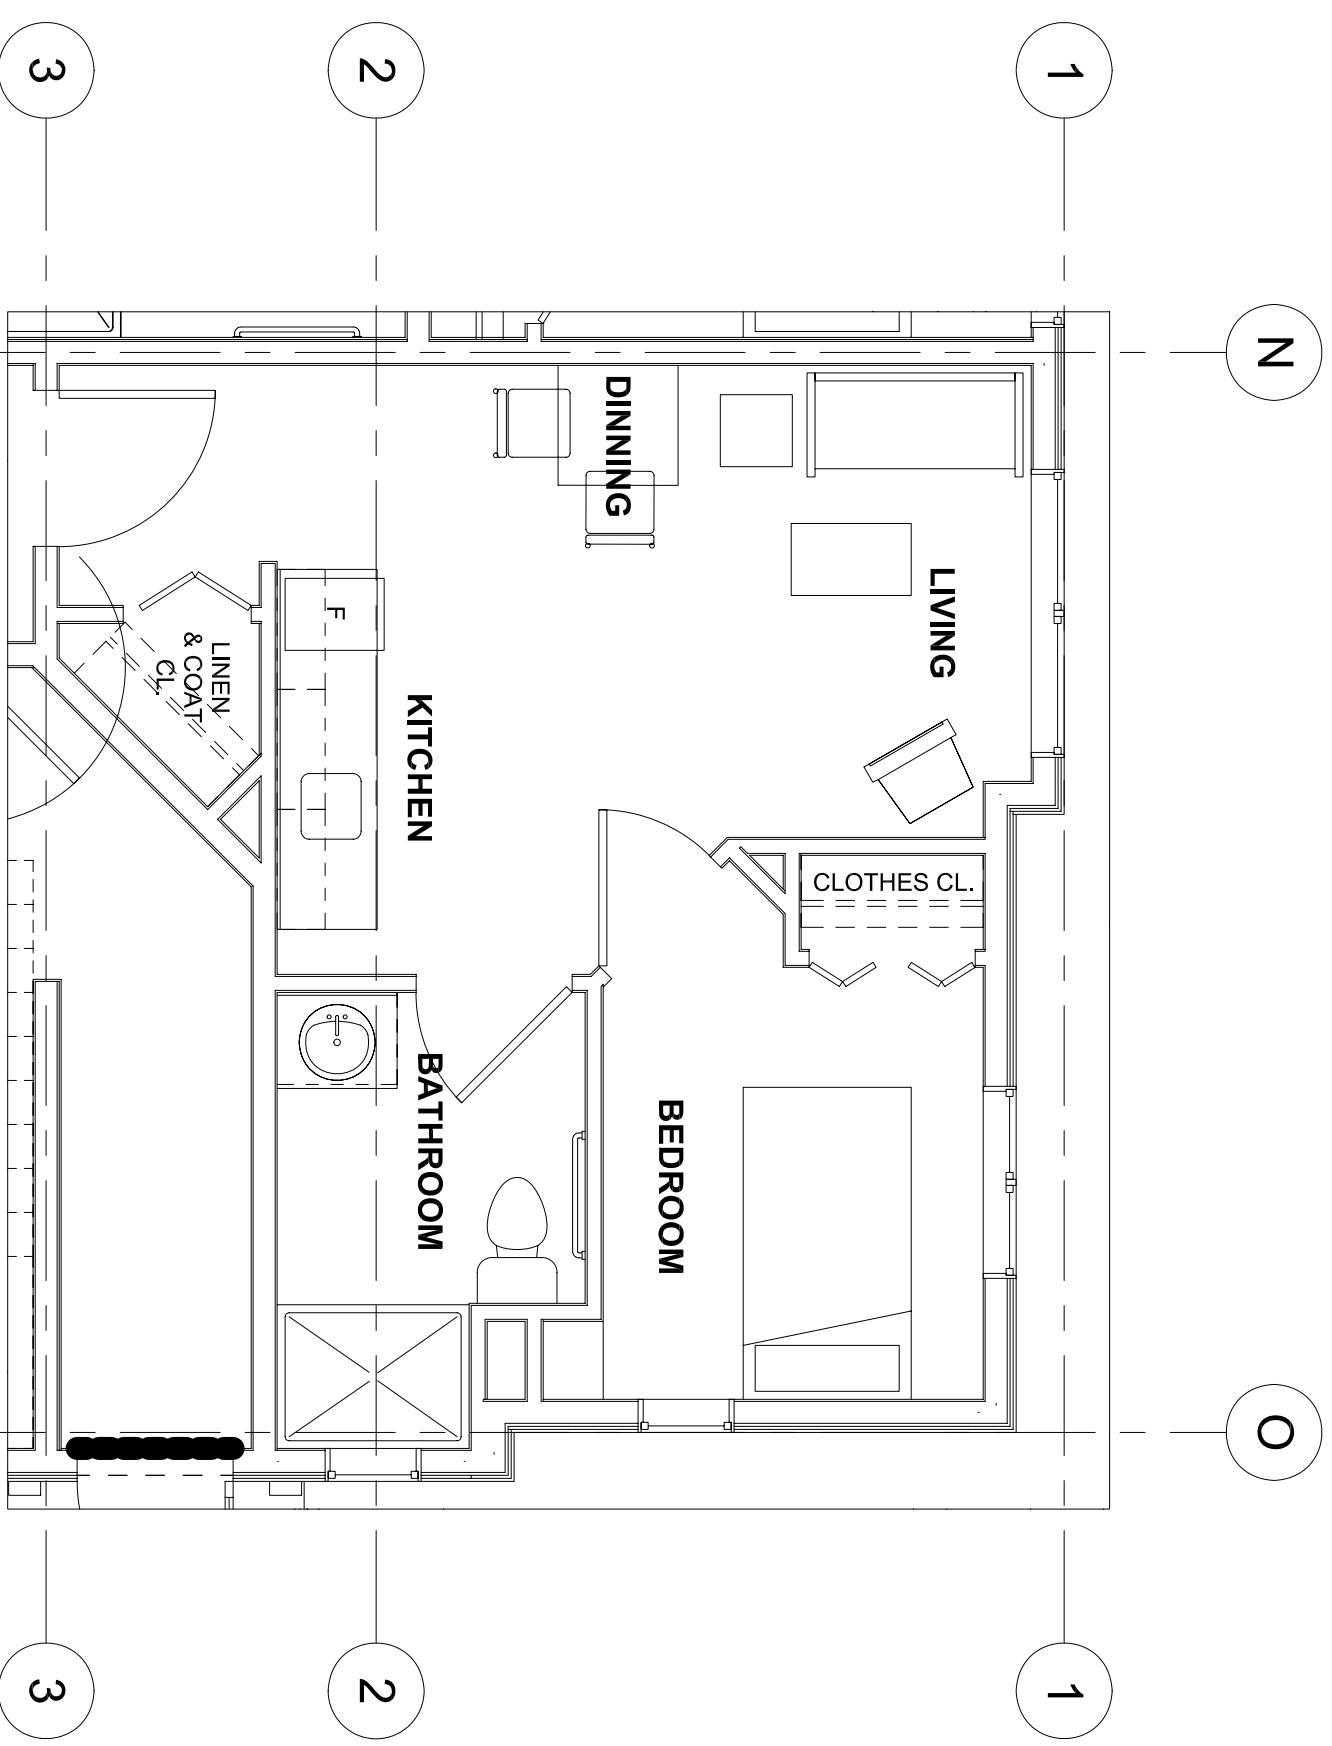 3
2
1
N
DINNING
LIVING
F
LINEN
& COAT
CL.
KITCHEN
CLOTHES CL.
BATHROOM
BEDROOM
O
3
2
1